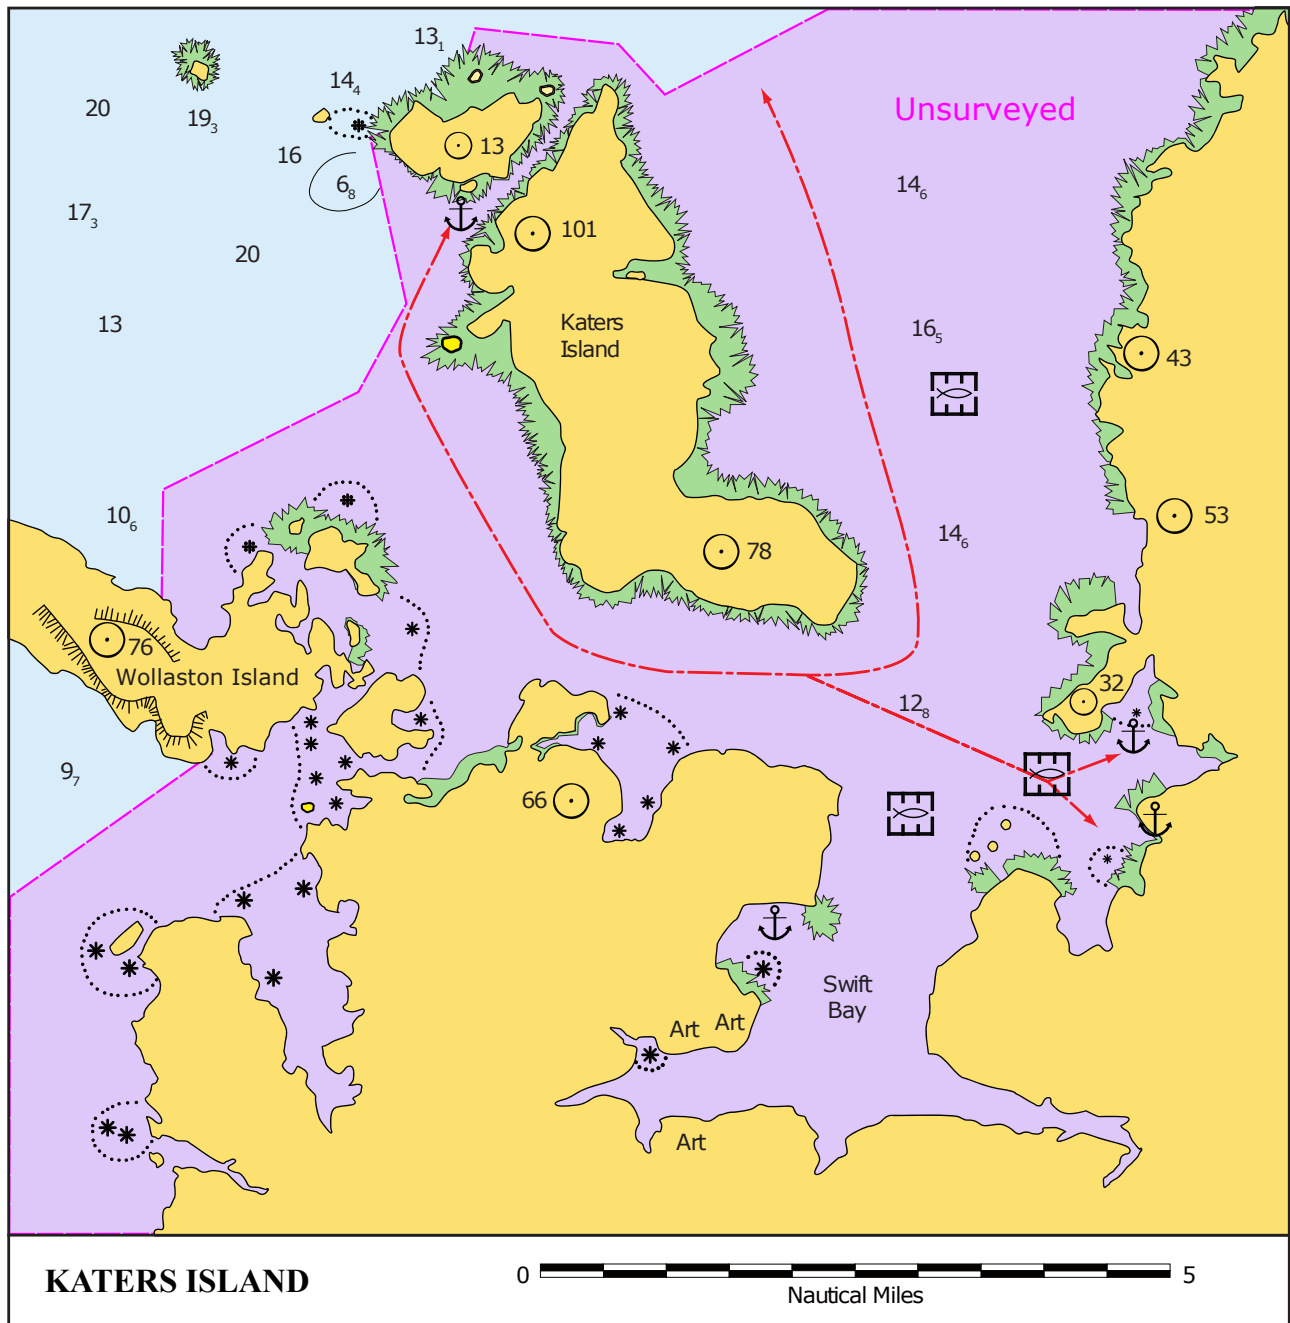 13₁
14₄
20
19₃
Unsurveyed
13
16
6₈
14₆
17₃
101
20
13
Katers
Island
16₅
43
10₆
53
14₆
78
76
Wollaston Island
32
12₈
9₇
66
Swift
Bay
Art
Art
Art
KATERS ISLAND
0
5
Nautical Miles